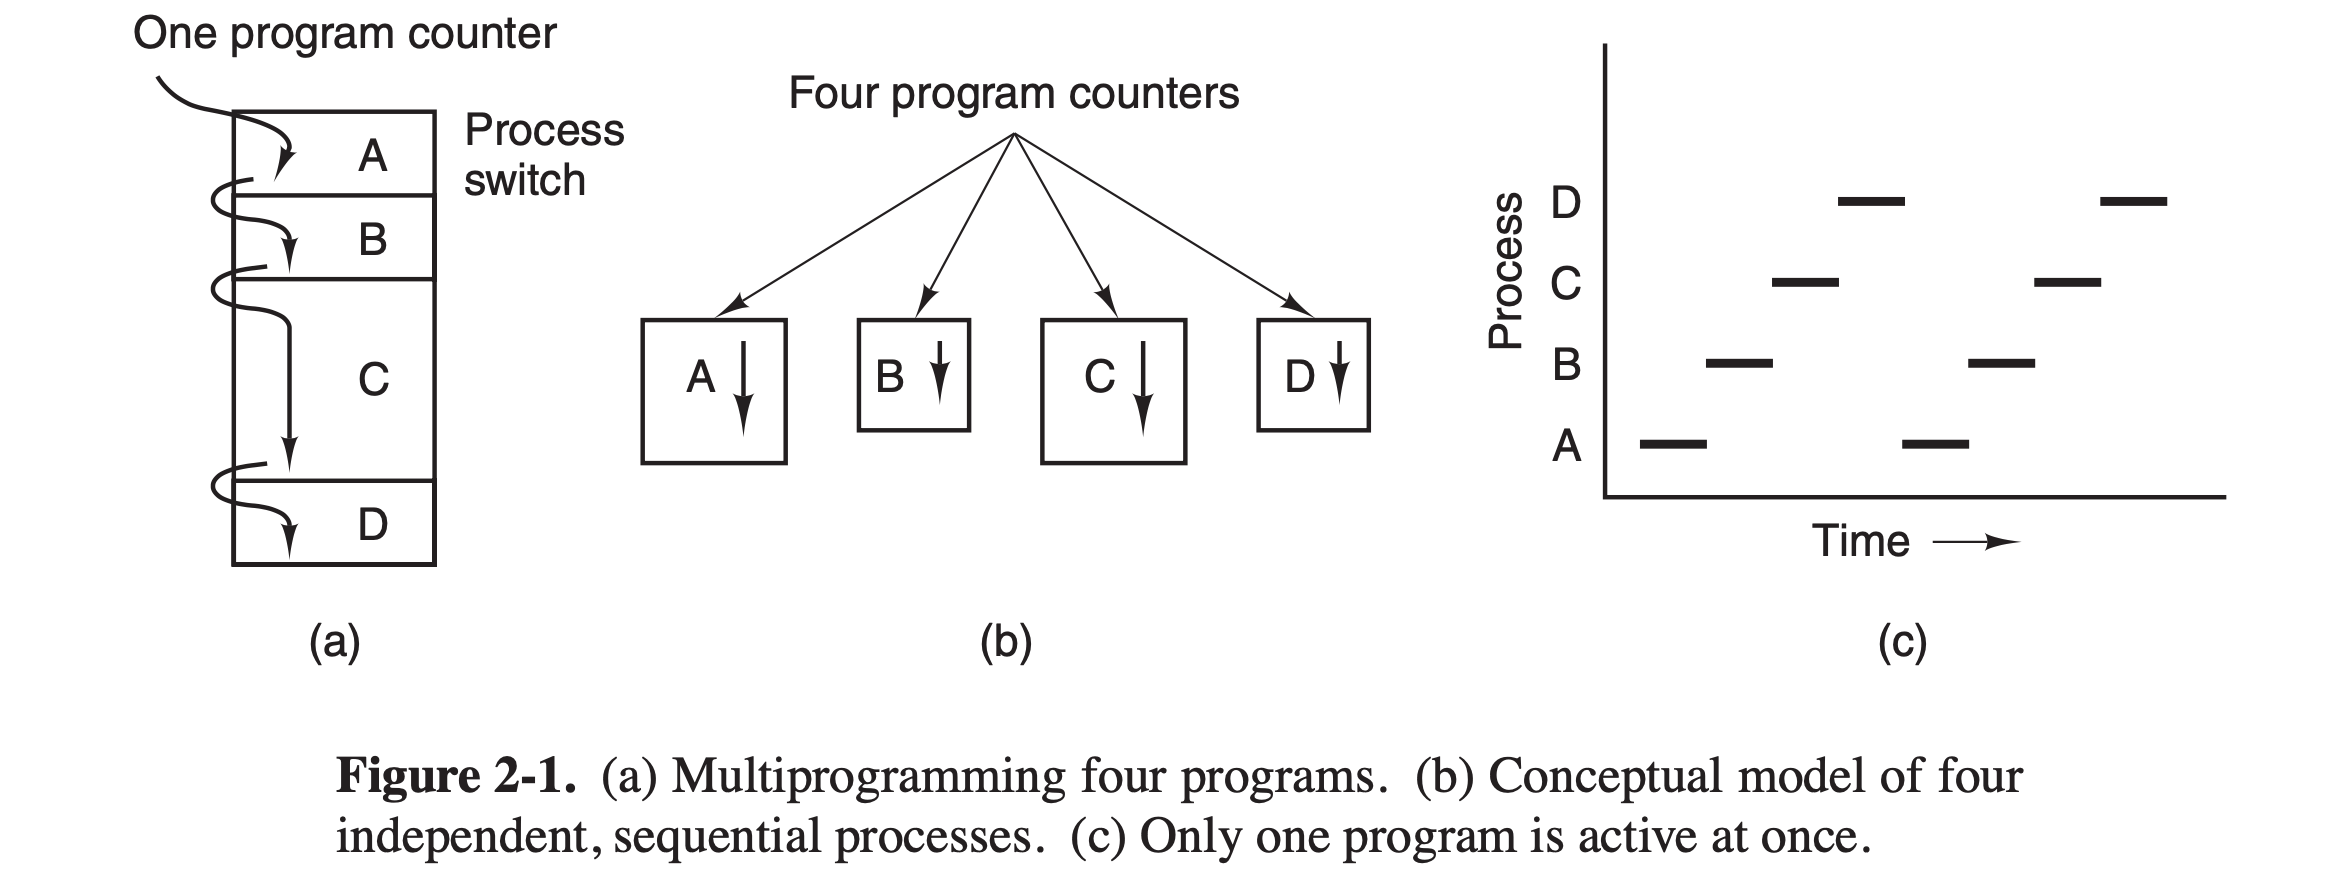 One program counter
Process
switch
A
B
C
D
(a)
Four program counters
A
B
C
D
(b)
Process
D
C
B
A
Time
(c)
Figure 2-1. (a) Multiprogramming four programs. (b) Conceptual model of four
independent, sequential processes. (c) Only one program is active at once.